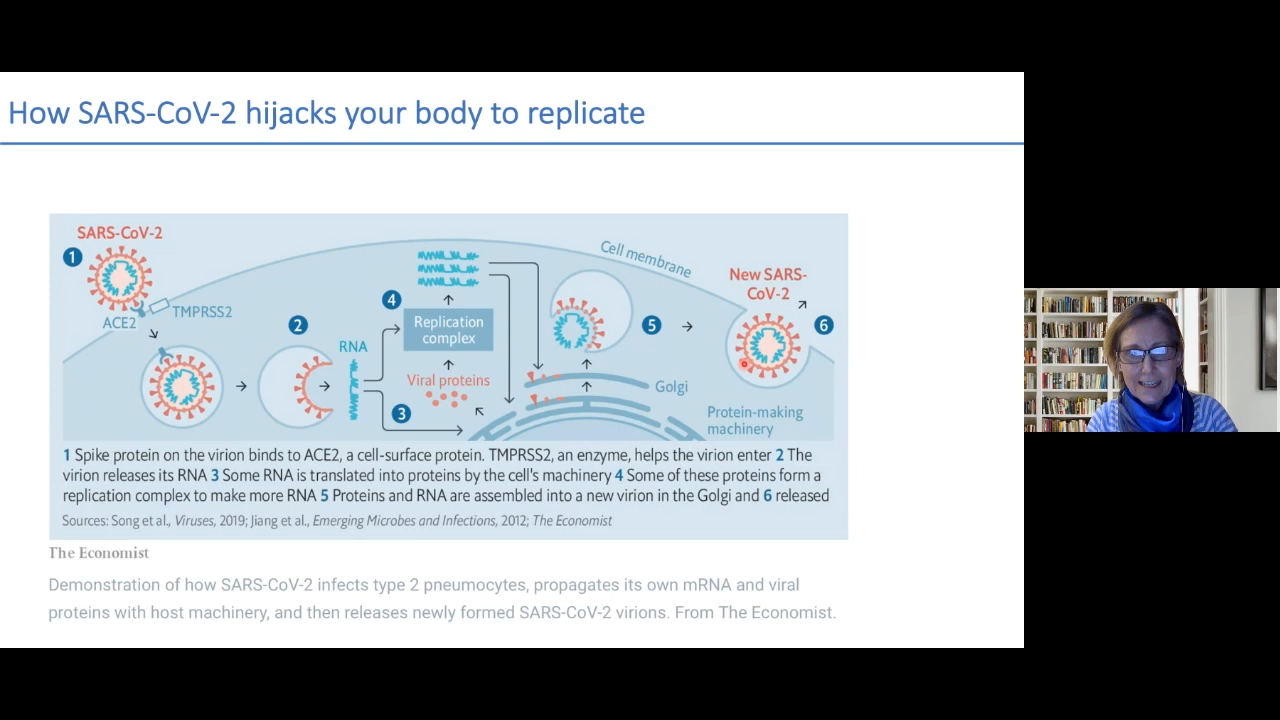 How SARS-CoV-2 hijacks your body to replicate
SARS-CoV-2
1
ACE2
TMPRSS2
2
RNA
3
4
Replication
complex
Viral proteins
Cell membrane
5
Golgi
Protein-making
machinery
New SARS-
CoV-2
6
1 Spike protein on the virion binds to ACE2, a cell-surface protein. TMPRSS2, an enzyme, helps the virion enter 2 The
virion releases its RNA 3 Some RNA is translated into proteins by the cell's machinery 4 Some of these proteins form a
replication complex to make more RNA 5 Proteins and RNA are assembled into a new virion in the Golgi and 6 released
Sources: Song et al., Viruses, 2019; Jiang et al., Emerging Microbes and Infections, 2012; The Economist
The Economist
Demonstration of how SARS-CoV-2 infects type 2 pneumocytes, propagates its own mRNA and viral
proteins with host machinery, and then releases newly formed SARS-CoV-2 virions. From The Economist.